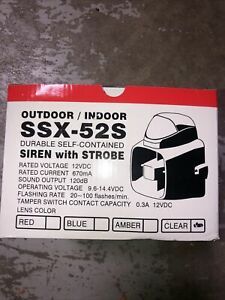 OUTDOOR / INDOOR
SSX-52S
DURABLE SELF-CONTAINED
SIREN with STROBE
RATED VOLTAGE 12VDC
RATED CURRENT 670mA
SOUND OUTPUT 120dB
OPERATING VOLTAGE 9.6-14.4VDC
FLASHING RATE 20~100 flashes/min.
TAMPER SWITCH CONTACT CAPACITY 0.3A 12VDC
LENS COLOR
RED BLUE AMBER CLEAR